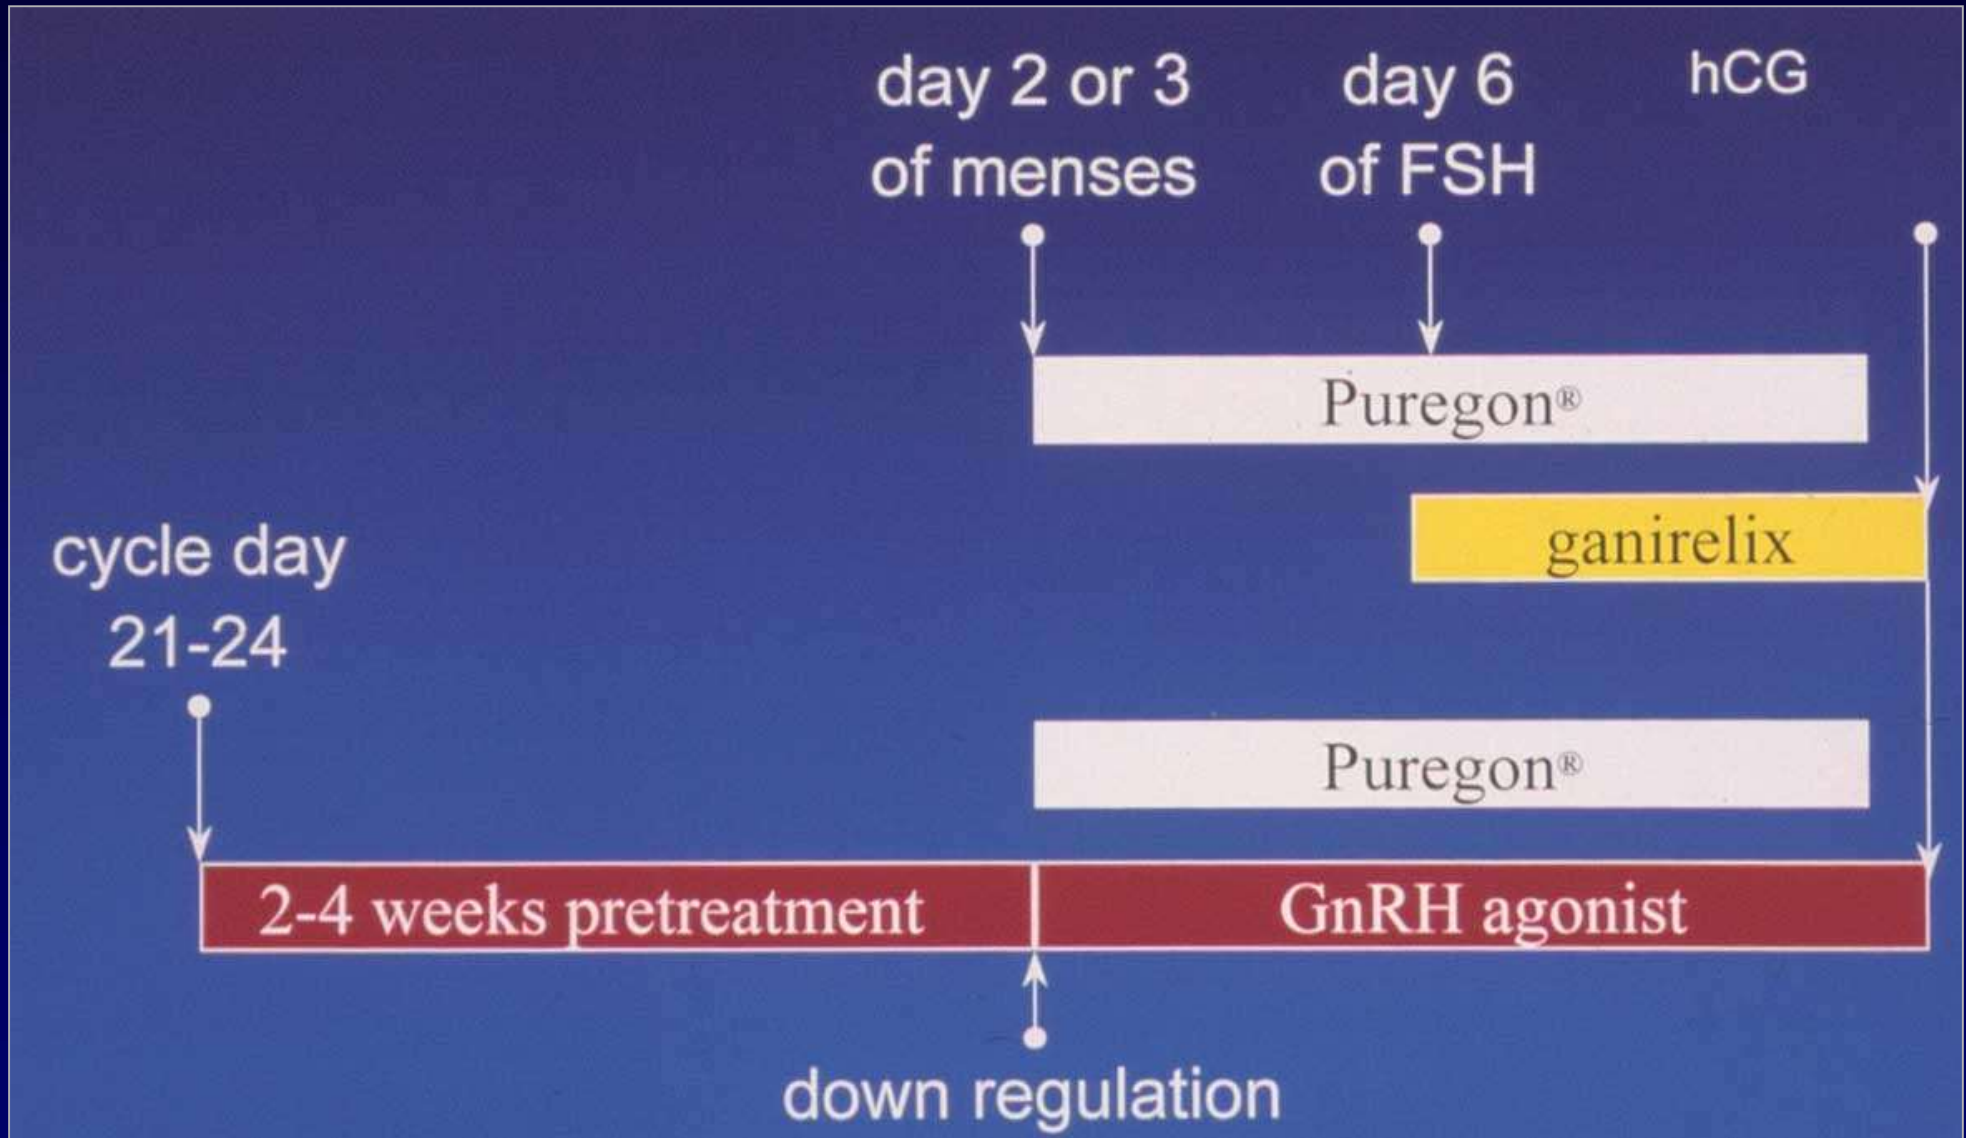 day 2 or 3
of menses
day 6
of FSH
hCG
Puregon®
ganirelix
cycle day
21-24
Puregon®
2-4 weeks pretreatment
GnRH agonist
down regulation